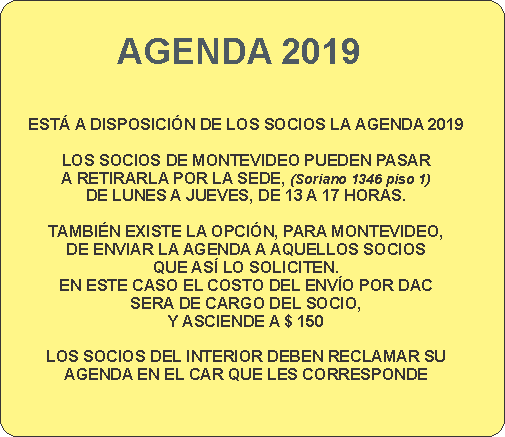 AGENDA 2019
ESTÁ A DISPOSICIÓN DE LOS SOCIOS LA AGENDA 2019
LOS SOCIOS DE MONTEVIDEO PUEDEN PASAR
A RETIRARLA POR LA SEDE, (Soriano 1346 piso 1)
DE LUNES A JUEVES, DE 13 A 17 HORAS.
TAMBIÉN EXISTE LA OPCIÓN, PARA MONTEVIDEO,
DE ENVIAR LA AGENDA A AQUELLOS SOCIOS
QUE ASÍ LO SOLICITEN.
EN ESTE CASO EL COSTO DEL ENVÍO POR DAC
SERA DE CARGO DEL SOCIO,
Y ASCIENDE A $ 150
LOS SOCIOS DEL INTERIOR DEBEN RECLAMAR SU
AGENDA EN EL CAR QUE LES CORRESPONDE